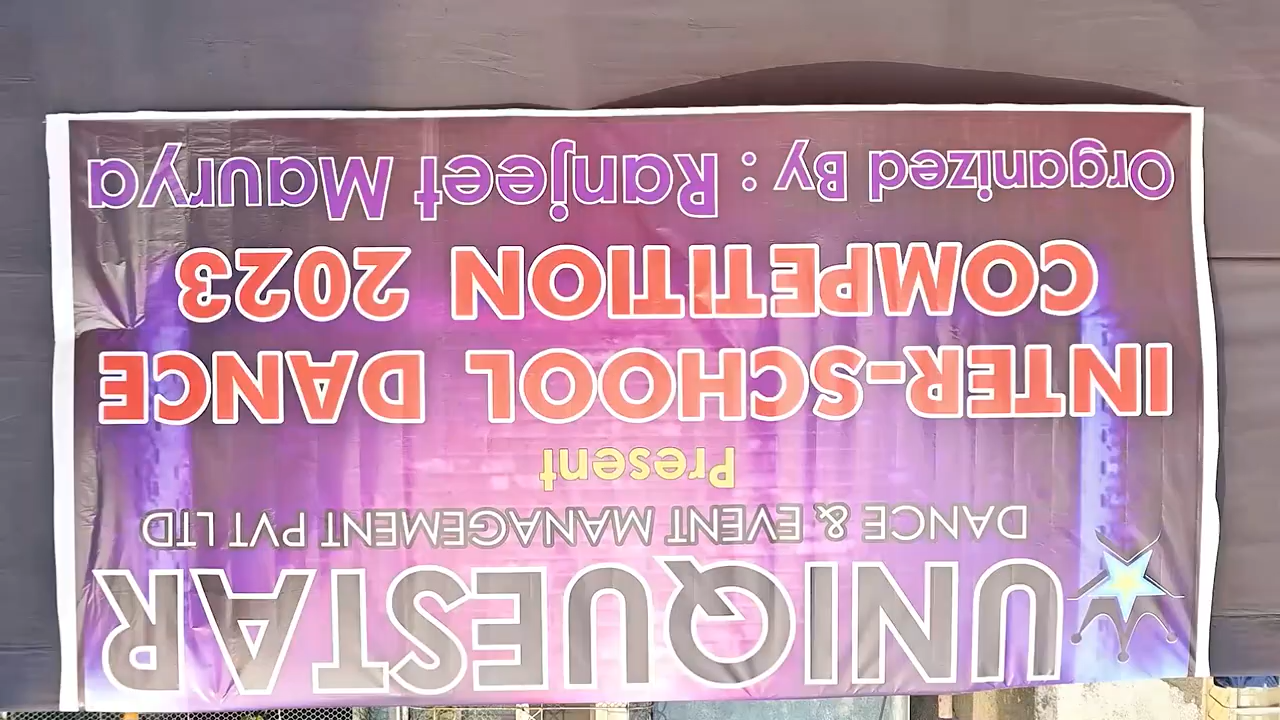 UNIQUESTAR
DANCE & EVENT MANAGEMENT PVT LTD
Present
INTER-SCHOOL DANCE
COMPETITION 2023
Organized By : Ranjeet Maurya